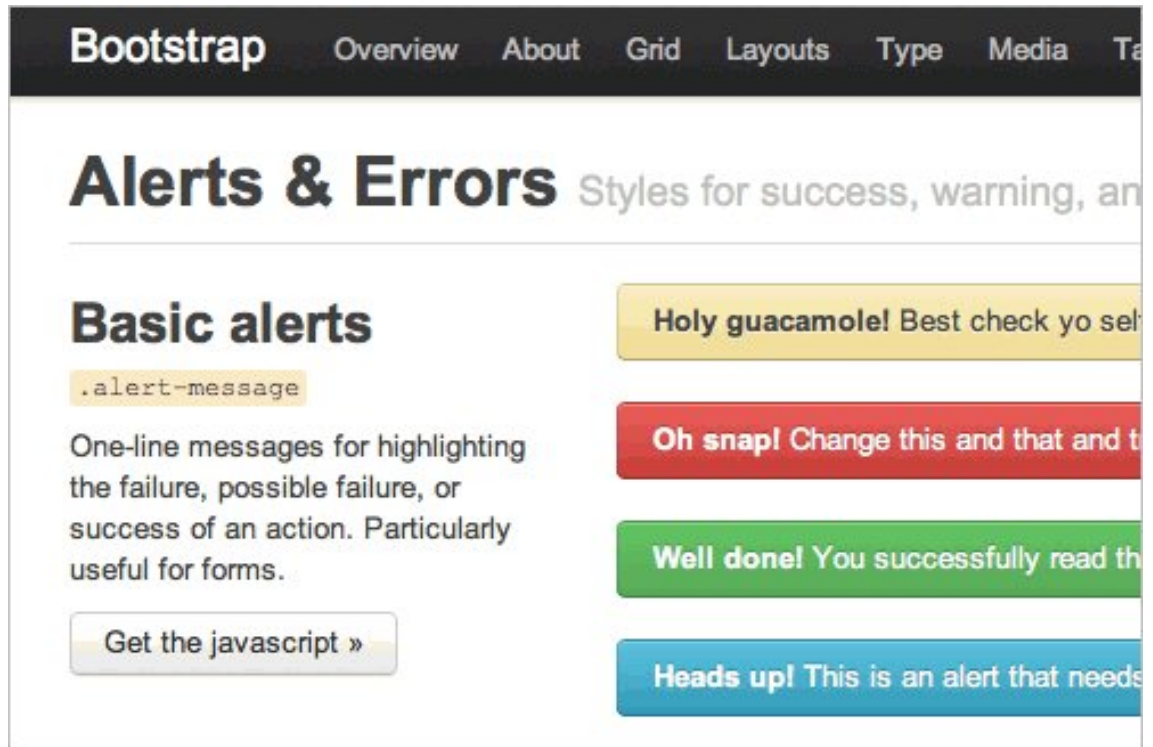 Bootstrap Overview About Grid Layouts Type Media
Alerts & Errors Styles for success, warning,
Basic alerts
.alert-message
One-line messages for highlighting
the failure, possible failure, or
success of an action. Particularly
useful for forms.
Get the javascript »
Holy guacamole! Best check yo
Oh snap! Change this and that and
Well done! You successfully read
Heads up! This is an alert that needs